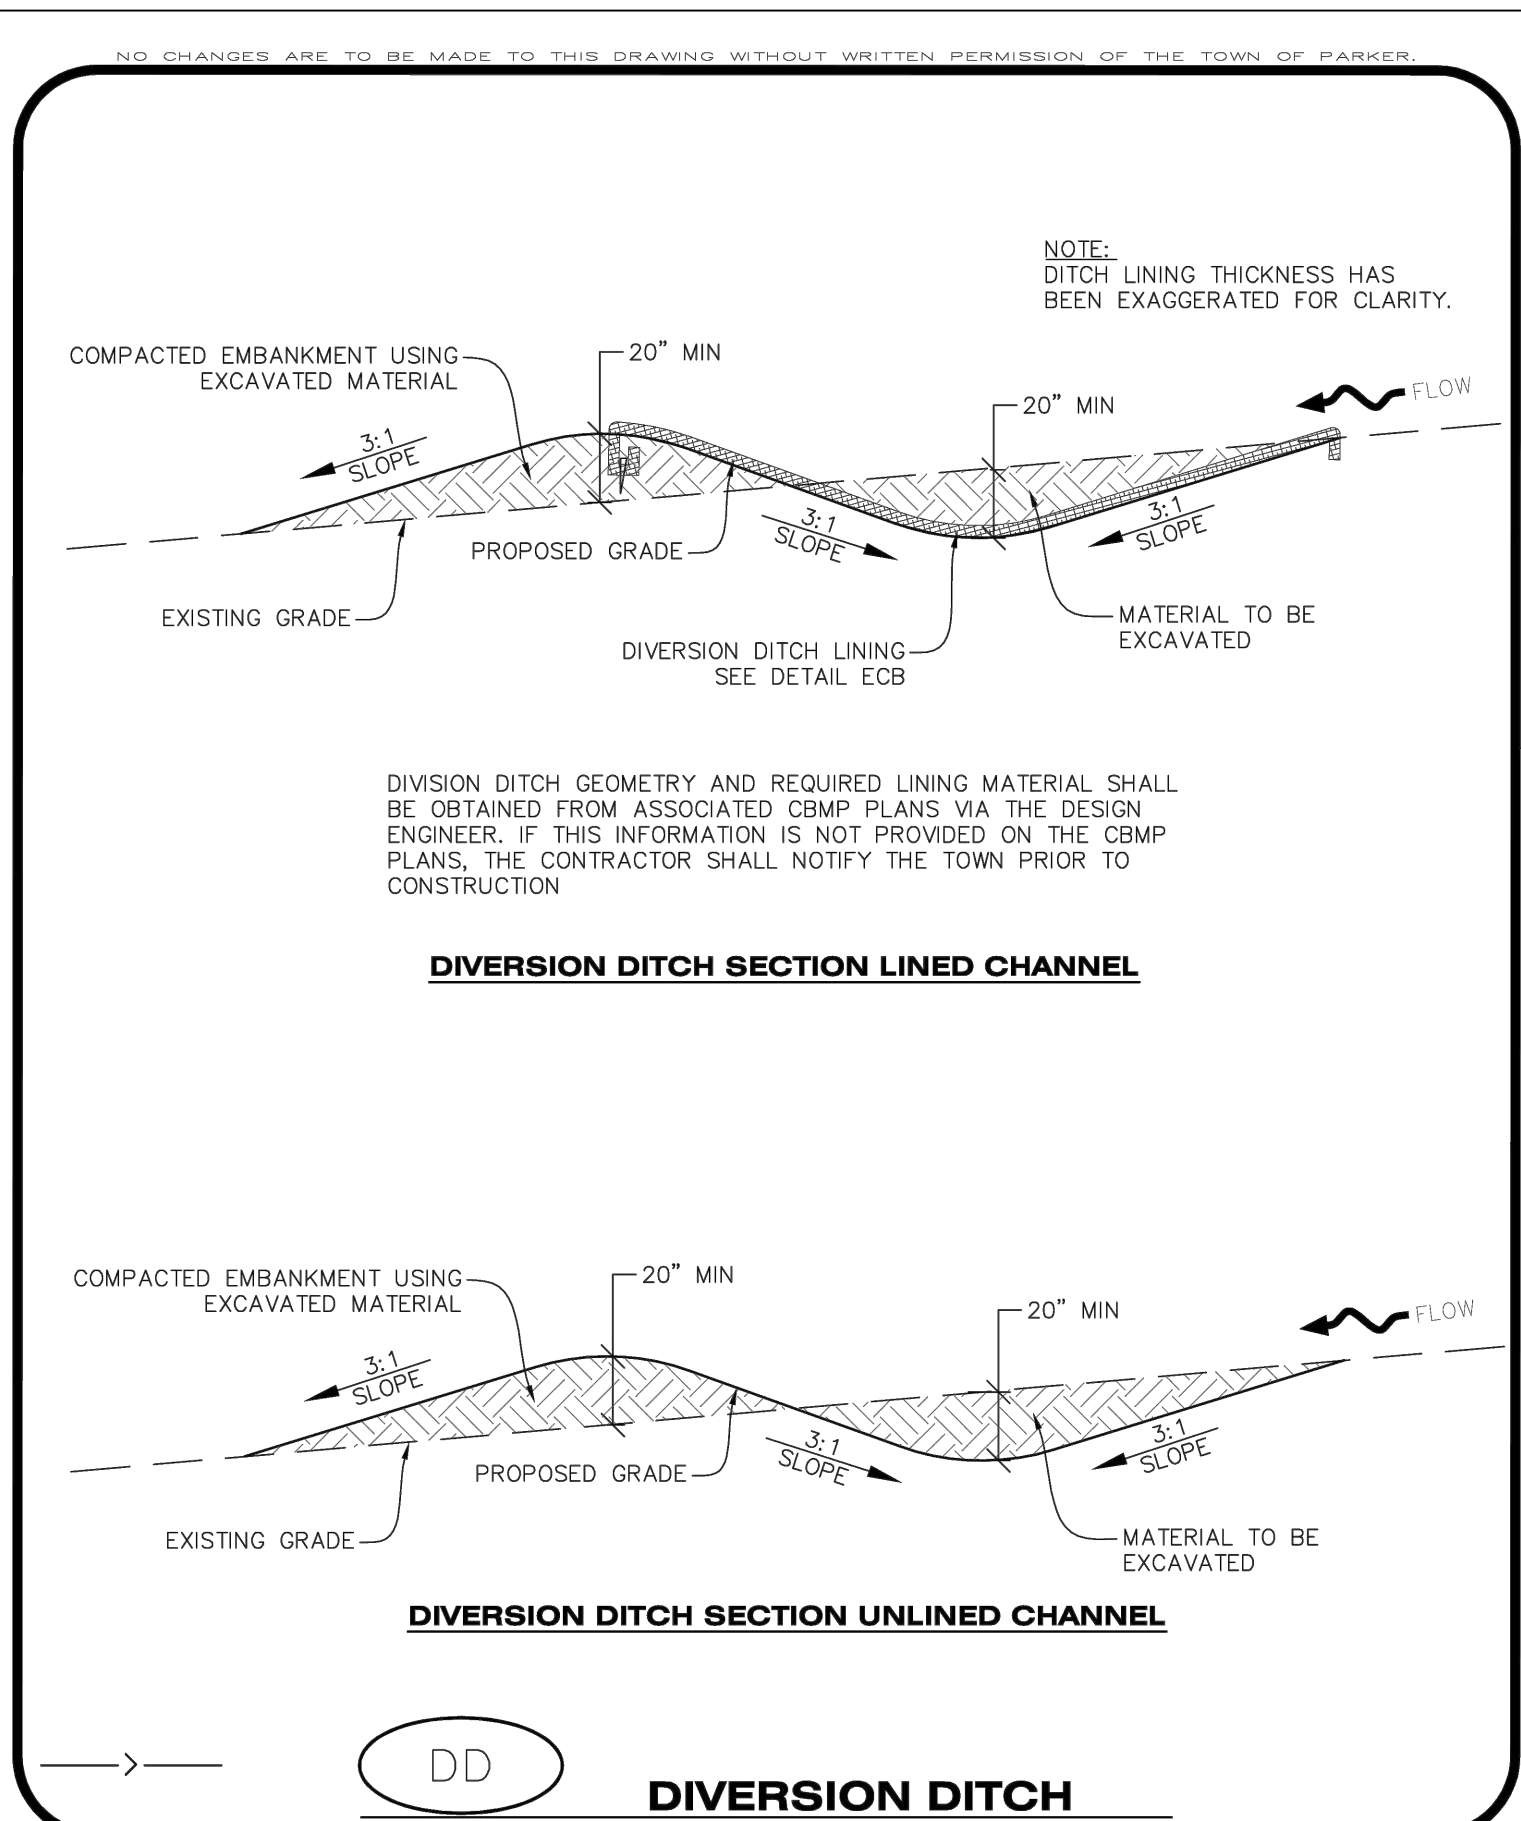 NO CHANGES ARE TO BE MADE TO THIS DRAWING WITHOUT WRITTEN PERMISSION OF THE TOWN OF PARKER.
NOTE:
DITCH LINING THICKNESS HAS
BEEN EXAGGERATED FOR CLARITY.
COMPACTED EMBANKMENT USING
EXCAVATED MATERIAL
20" MIN
20" MIN
FLOW
3:1
SLOPE
3:1
SLOPE
3:1
SLOPE
PROPOSED GRADE
EXISTING GRADE
MATERIAL TO BE
EXCAVATED
DIVERSION DITCH LINING
SEE DETAIL ECB
DIVISION DITCH GEOMETRY AND REQUIRED LINING MATERIAL SHALL
BE OBTAINED FROM ASSOCIATED CBMP PLANS VIA THE DESIGN
ENGINEER. IF THIS INFORMATION IS NOT PROVIDED ON THE CBMP
PLANS, THE CONTRACTOR SHALL NOTIFY THE TOWN PRIOR TO
CONSTRUCTION
DIVERSION DITCH SECTION LINED CHANNEL
COMPACTED EMBANKMENT USING
EXCAVATED MATERIAL
20" MIN
20" MIN
FLOW
3:1
SLOPE
3:1
SLOPE
3:1
SLOPE
PROPOSED GRADE
EXISTING GRADE
MATERIAL TO BE
EXCAVATED
DIVERSION DITCH SECTION UNLINED CHANNEL
DD
DIVERSION DITCH